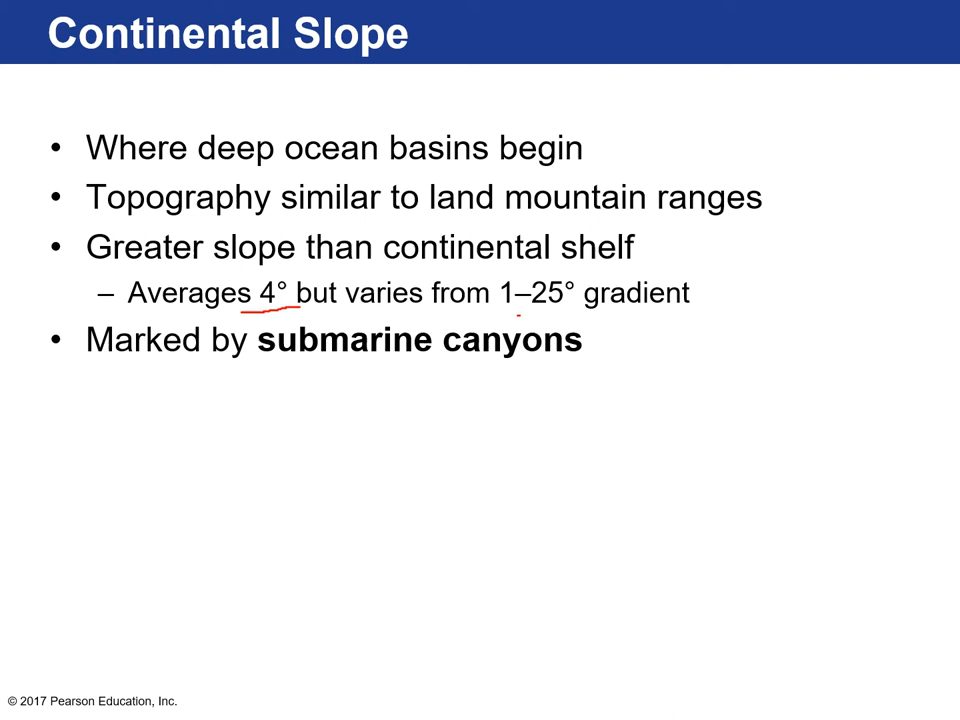 Continental Slope
• Where deep ocean basins begin
• Topography similar to land mountain ranges
• Greater slope than continental shelf
– Averages 4° but varies from 1–25° gradient
• Marked by submarine canyons
© 2017 Pearson Education, Inc.